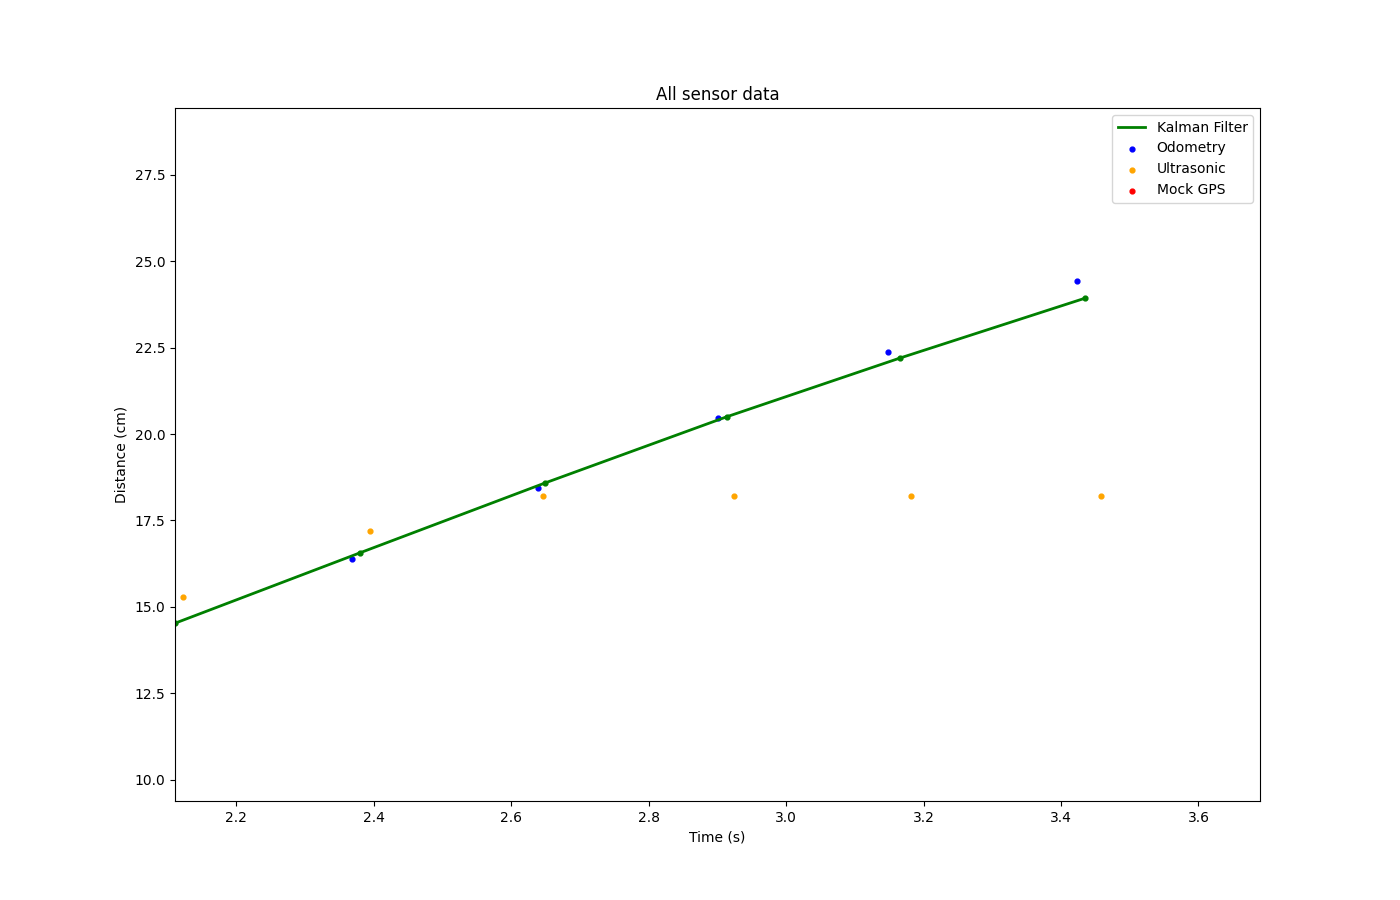 All sensor data
Kalman Filter
Odometry
Ultrasonic
Mock GPS
27.5
25.0
22.5
20.0
17.5
15.0
12.5
10.0
Distance (cm)
2.2 2.4 2.6 2.8 3.0 3.2 3.4 3.6
Time (s)